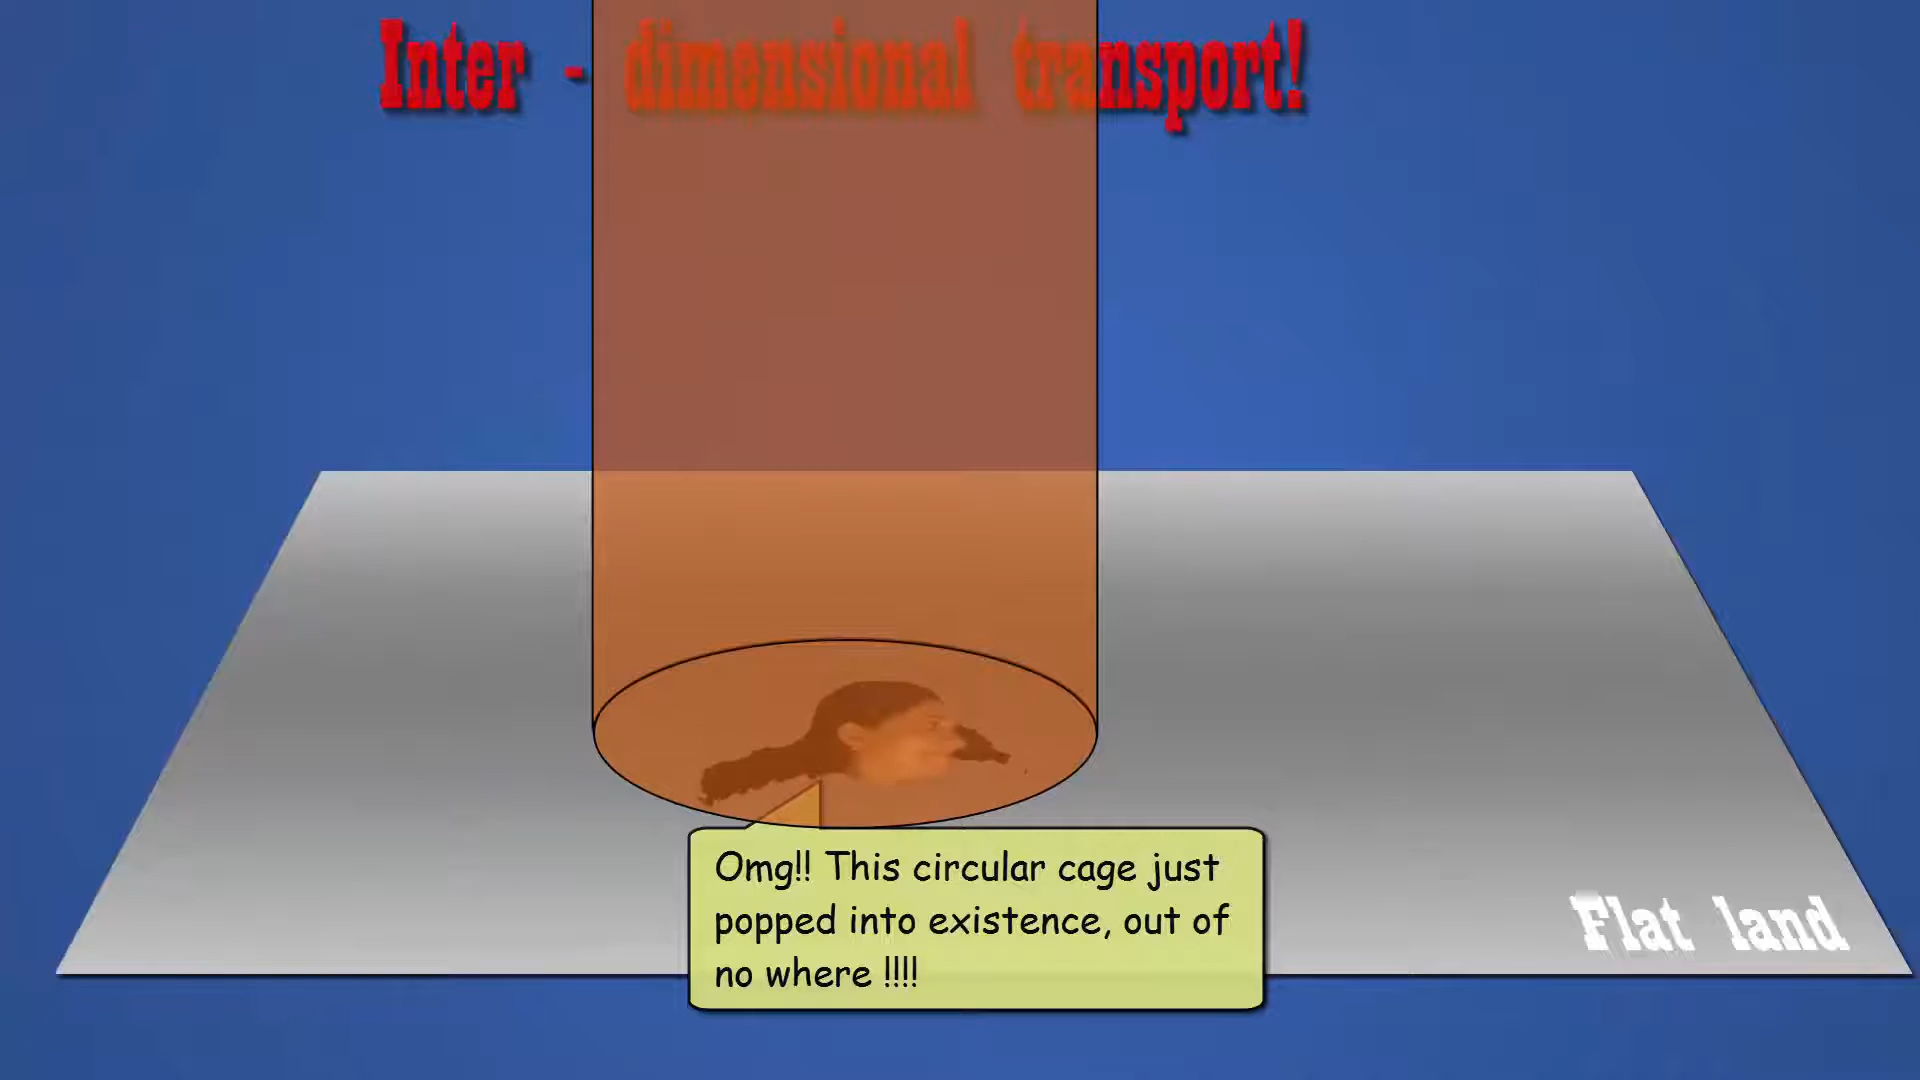 Inter - dimensional transport!
Omg!! This circular cage just
popped into existence, out of
no where !!!!
Flat land